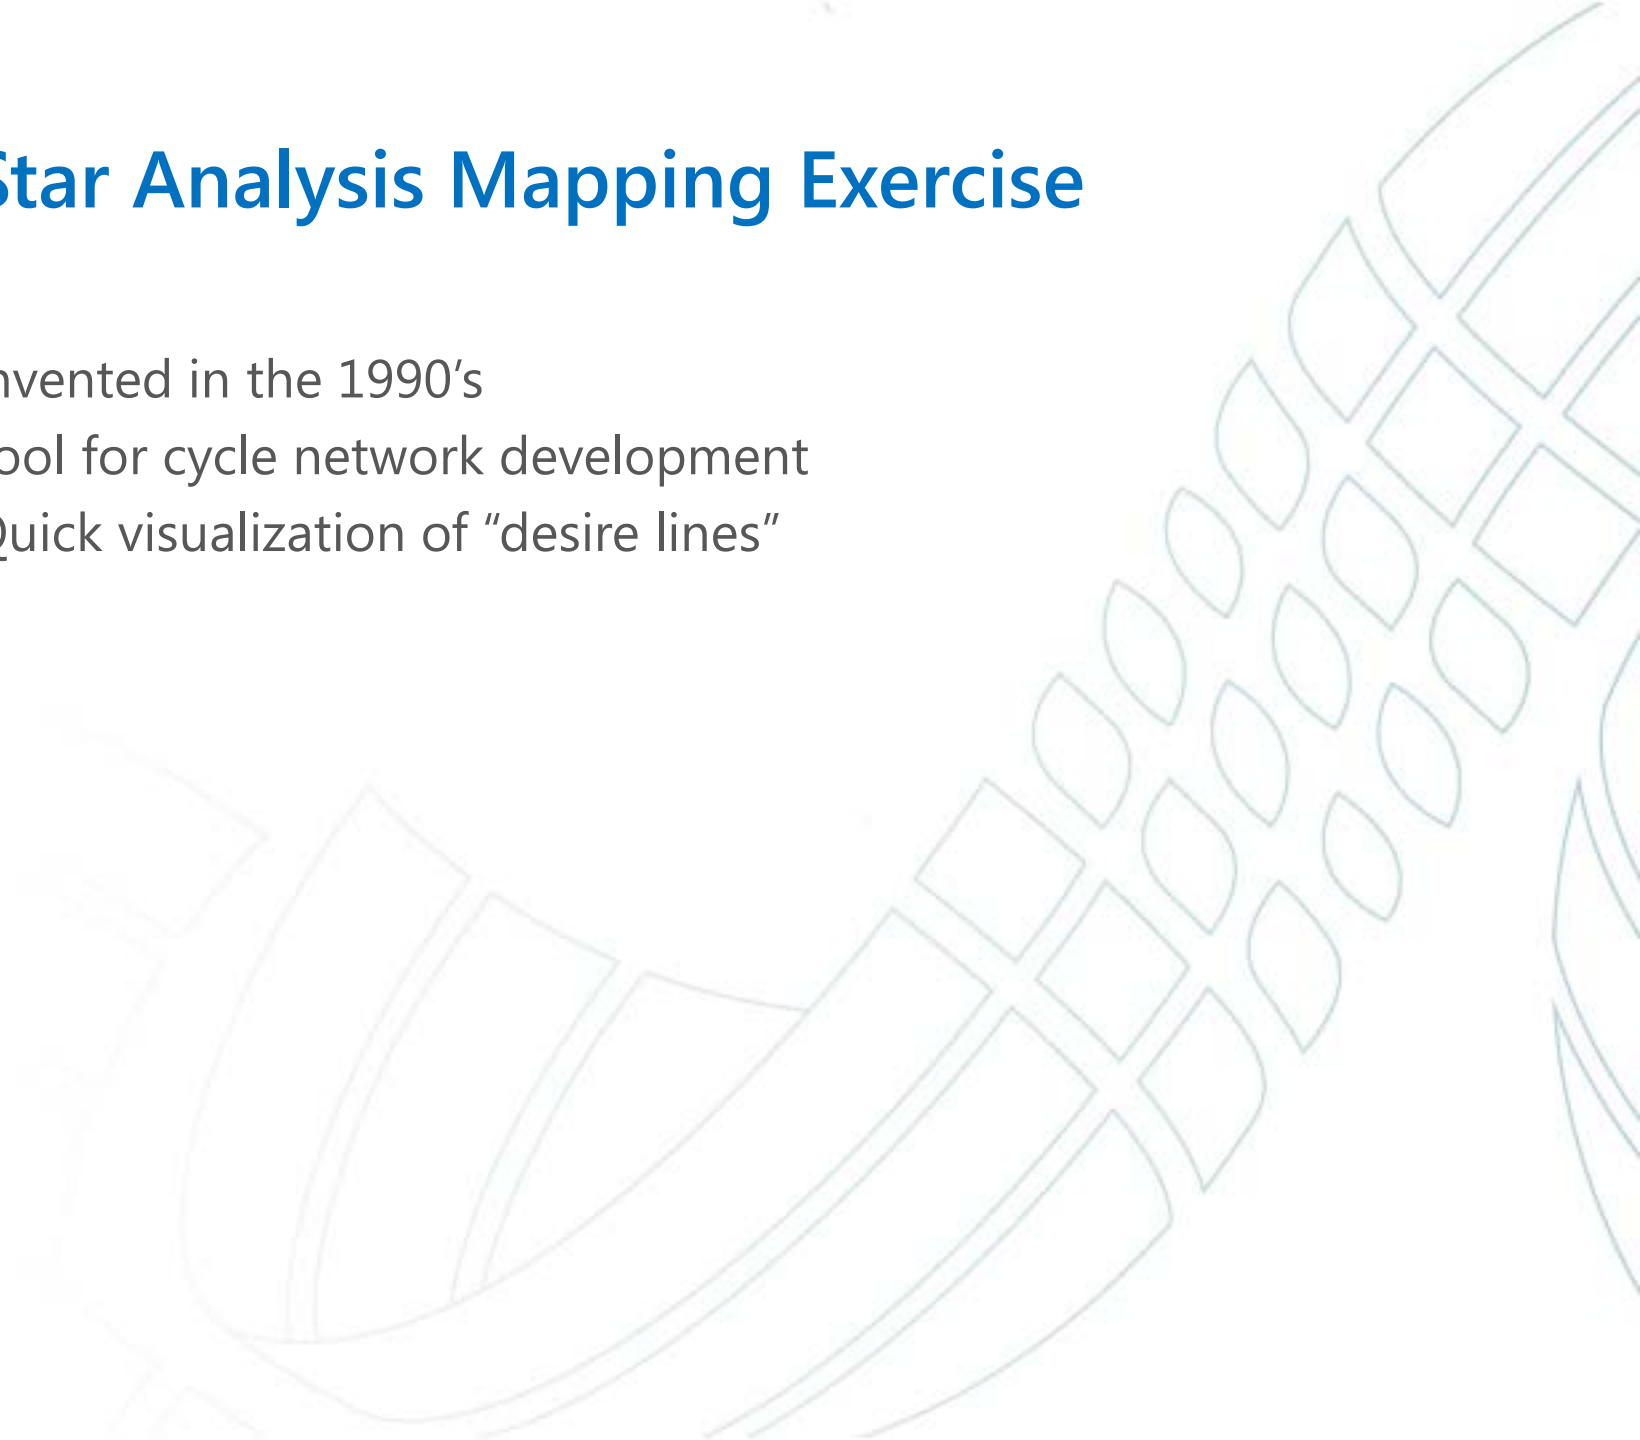 Star Analysis Mapping Exercise
nvented in the 1990’s
ool for cycle network development
Quick visualization of “desire lines”